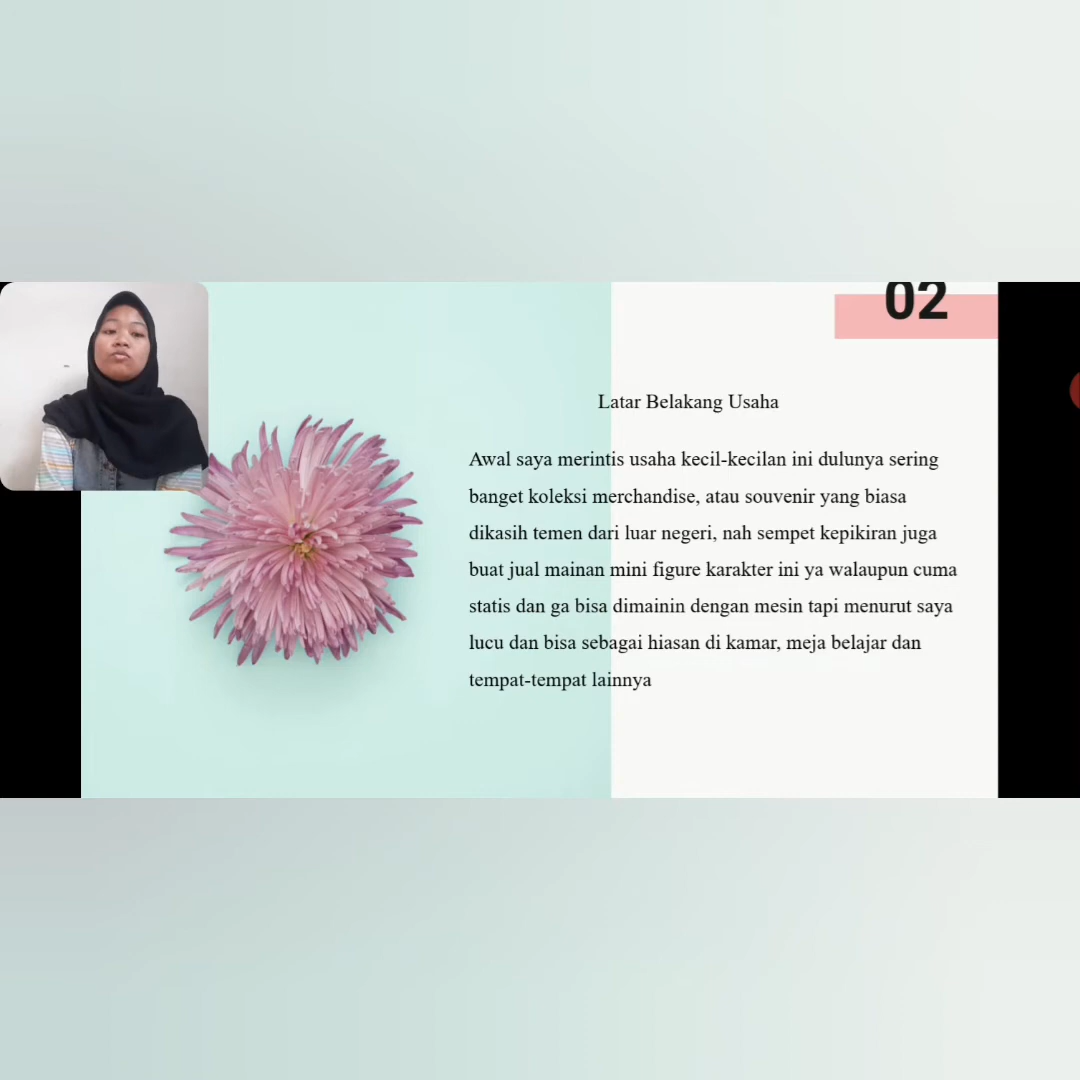 02
Latar Belakang Usaha
Awal saya merintis usaha kecil-kecilan ini dulunya sering
banget koleksi merchandise, atau souvenir yang biasa
dikasih temen dari luar negeri, nah sempet kepikiran juga
buat jual mainan mini figure karakter ini ya walaupun cuma
statis dan ga bisa dimainin dengan mesin tapi menurut saya
lucu dan bisa sebagai hiasan di kamar, meja belajar dan
tempat-tempat lainnya